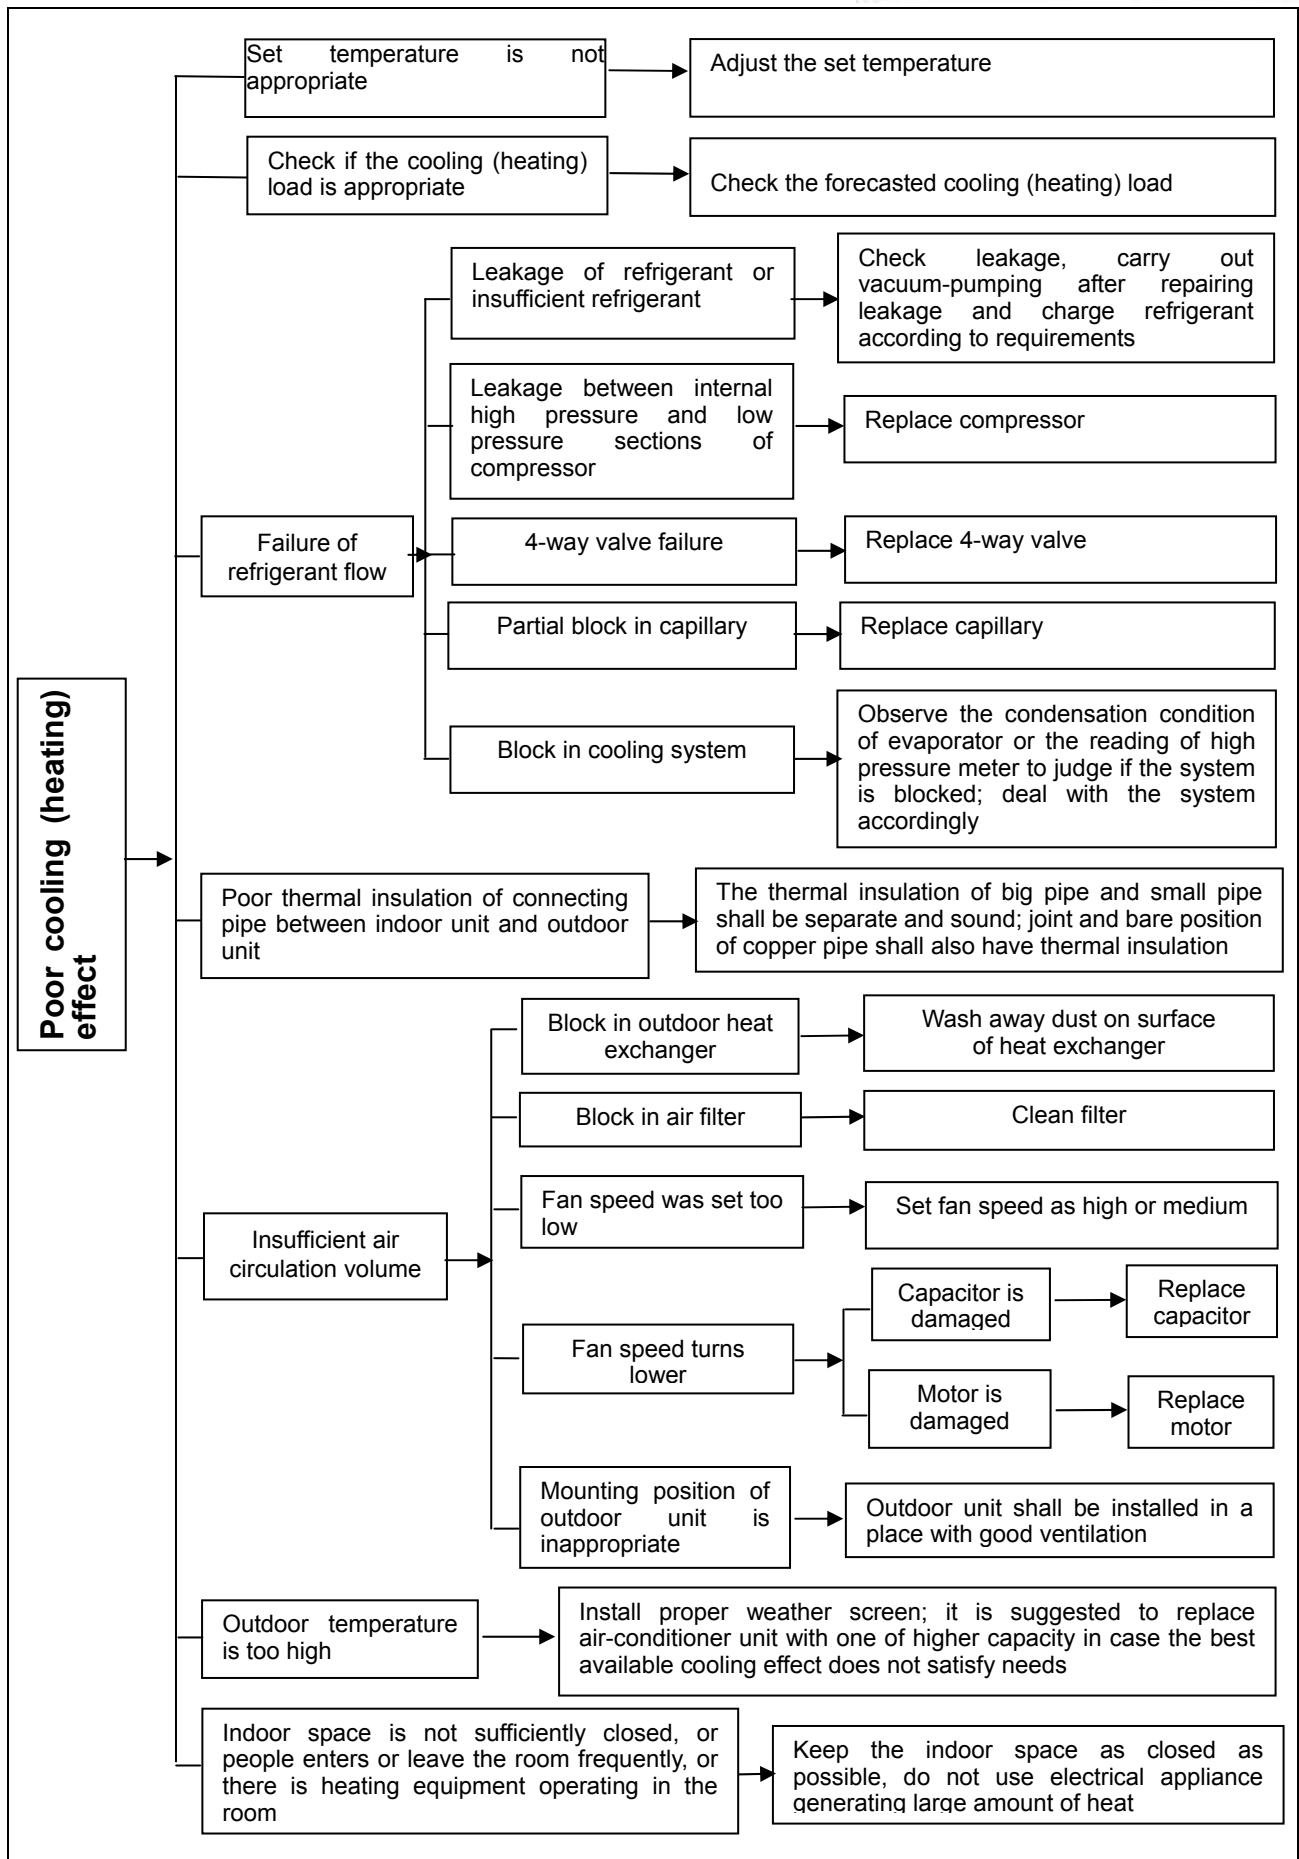 Poor cooling (heating)
effect
Set temperature is not
appropriate
Adjust the set temperature
Check if the cooling (heating)
load is appropriate
Check the forecasted cooling (heating) load
Failure of
refrigerant flow
Leakage of refrigerant or
insufficient refrigerant
Check leakage, carry out
vacuum-pumping after repairing
leakage and charge refrigerant
according to requirements
Leakage between internal
high pressure and low
pressure sections of
compressor
Replace compressor
4-way valve failure
Replace 4-way valve
Partial block in capillary
Replace capillary
Block in cooling system
Observe the condensation condition
of evaporator or the reading of high
pressure meter to judge if the system
is blocked; deal with the system
accordingly
Poor thermal insulation of connecting
pipe between indoor unit and outdoor
unit
The thermal insulation of big pipe and small pipe
shall be separate and sound; joint and bare position
of copper pipe shall also have thermal insulation
Insufficient air
circulation volume
Block in outdoor heat
exchanger
Wash away dust on surface
of heat exchanger
Block in air filter
Clean filter
Fan speed was set too
low
Set fan speed as high or medium
Fan speed turns
lower
Capacitor is
damaged
Replace
capacitor
Motor is
damaged
Replace
motor
Mounting position of
outdoor unit is
inappropriate
Outdoor unit shall be installed in a
place with good ventilation
Outdoor temperature
is too high
Install proper weather screen; it is suggested to replace
air-conditioner unit with one of higher capacity in case the best
available cooling effect does not satisfy needs
Indoor space is not sufficiently closed, or
people enters or leave the room frequently, or
there is heating equipment operating in the
room
Keep the indoor space as closed as
possible, do not use electrical appliance
generating large amount of heat